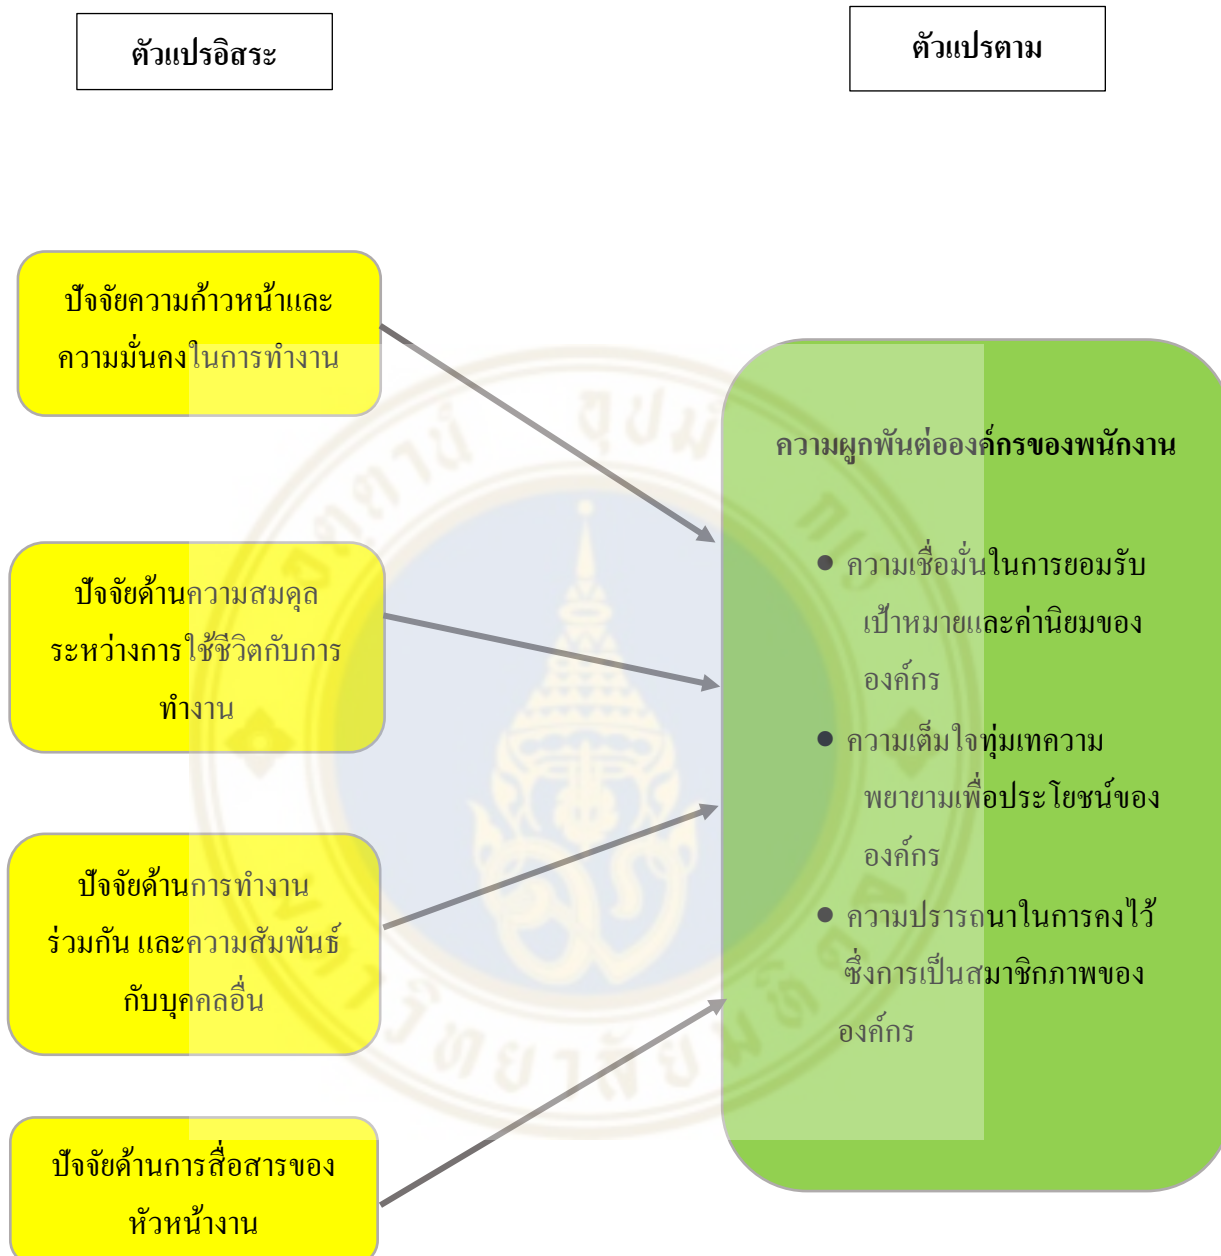 ตัวแปรอิสระ
ตัวแปรตาม
ปัจจัยความก้าวหน้าและ
ความมั่นคงในการทำงาน
ปัจจัยด้านความสมดุล
ระหว่างการใช้ชีวิตกับการ
ทำงาน
ปัจจัยด้านการทำงาน
ร่วมกัน และความสัมพันธ์
กับบุคคลอื่น
ปัจจัยด้านการสื่อสารของ
หัวหน้างาน
ความผูกพันต่อองค์กรของพนักงาน
● ความเชื่อมั่นในการยอมรับ
เป้าหมายและค่านิยมของ
องค์กร
● ความเต็มใจทุ่มเทความ
พยายามเพื่อประโยชน์ของ
องค์กร
● ความปรารถนาในการคงไว้
ซึ่งการเป็นสมาชิกภาพของ
องค์กร
มหาวิทยาลัยมหิดล